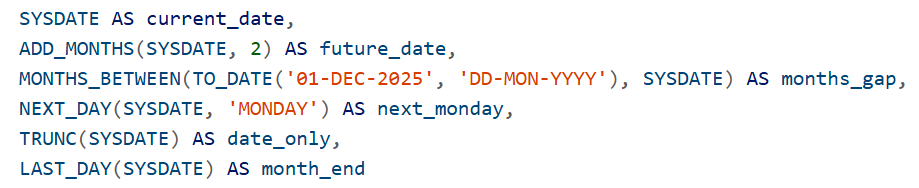 SYSDATE AS current_date,
ADD_MONTHS(SYSDATE, 2) AS future_date,
MONTHS_BETWEEN(TO_DATE('01-DEC-2025', 'DD-MON-YYYY'), SYSDATE) AS months_gap,
NEXT_DAY(SYSDATE, 'MONDAY') AS next_monday,
TRUNC(SYSDATE) AS date_only,
LAST_DAY(SYSDATE) AS month_end